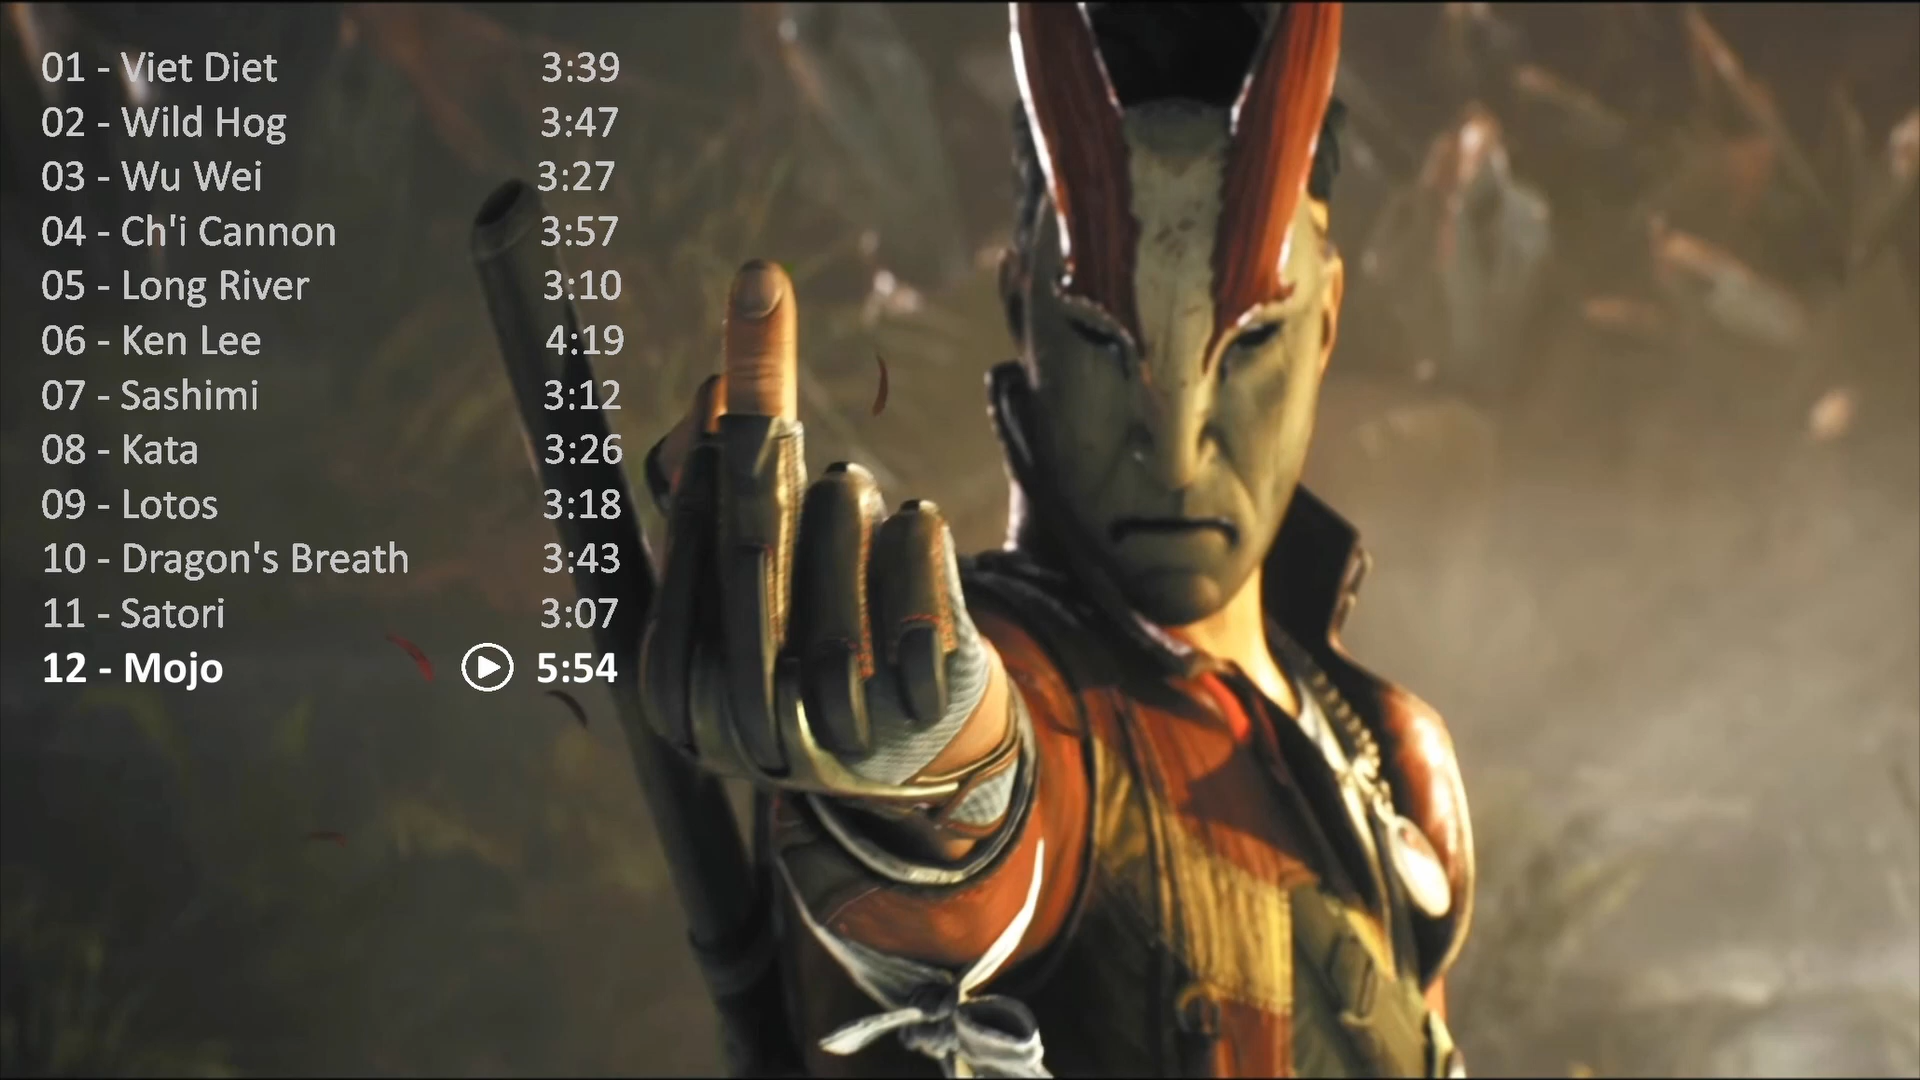 01 - Viet Diet 3:39
02 - Wild Hog 3:47
03 - Wu Wei 3:27
04 - Ch'i Cannon 3:57
05 - Long River 3:10
06 - Ken Lee 4:19
07 - Sashimi 3:12
08 - Kata 3:26
09 - Lotos 3:18
10 - Dragon's Breath 3:43
11 - Satori 3:07
12 - Mojo 5:54